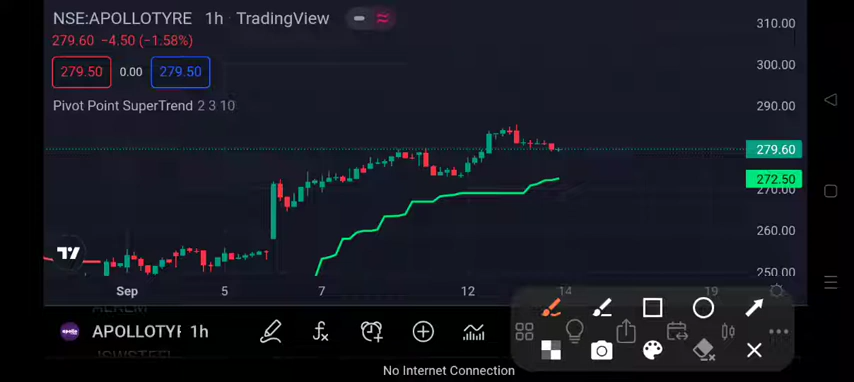 NSE:APOLLOTYRE 1h · TradingView
279.60 −4.50 (−1.58%)
279.50 0.00 279.50
Pivot Point SuperTrend 2 3 10
310.00
300.00
290.00
279.60
272.50
270.00
260.00
250.00
Sep 5 7 12 14 19
apollo APOLLOTYF 1h
JSWSTEEL
No Internet Connection